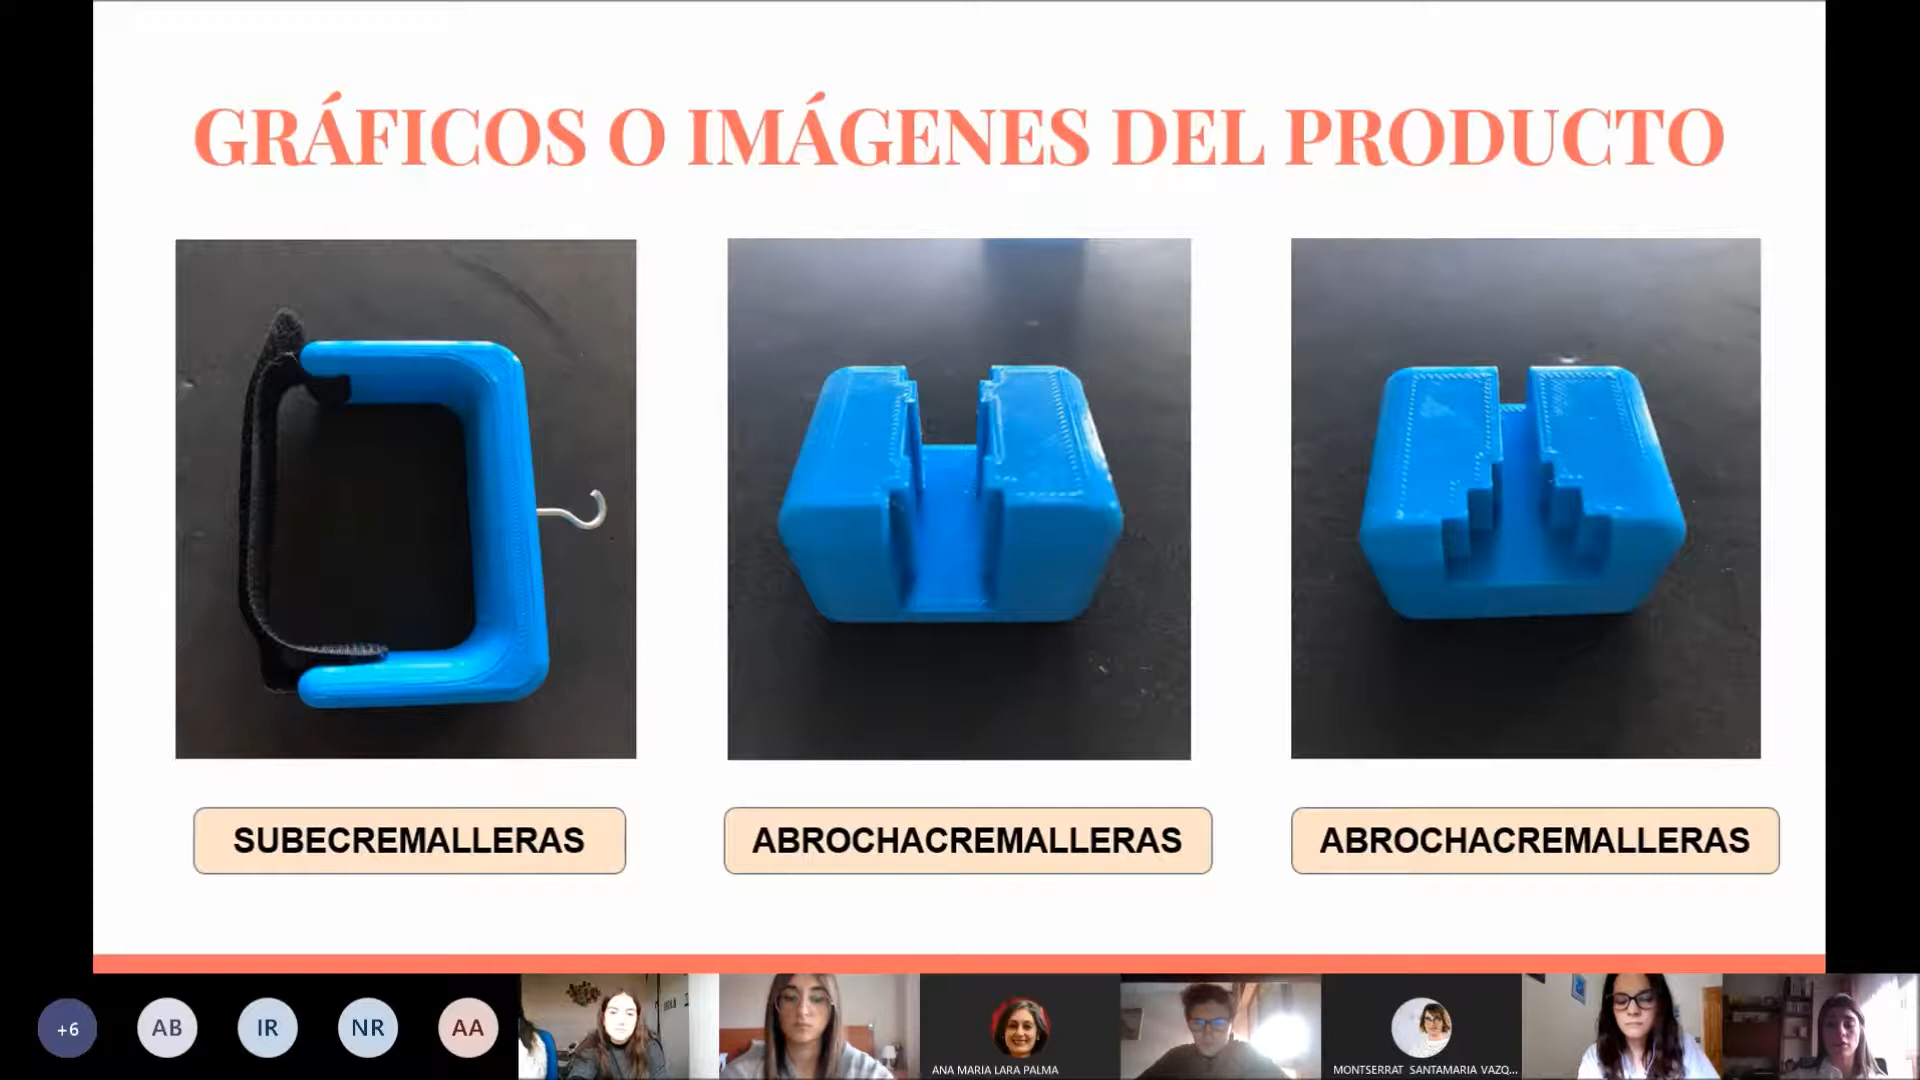 GRÁFICOS O IMÁGENES DEL PRODUCTO
SUBECREMALLERAS
ABROCHACREMALLERAS
ABROCHACREMALLERAS
+6
AB
IR
NR
AA
ANA MARIA LARA PALMA
MONTSERRAT SANTAMARIA VAZQ...